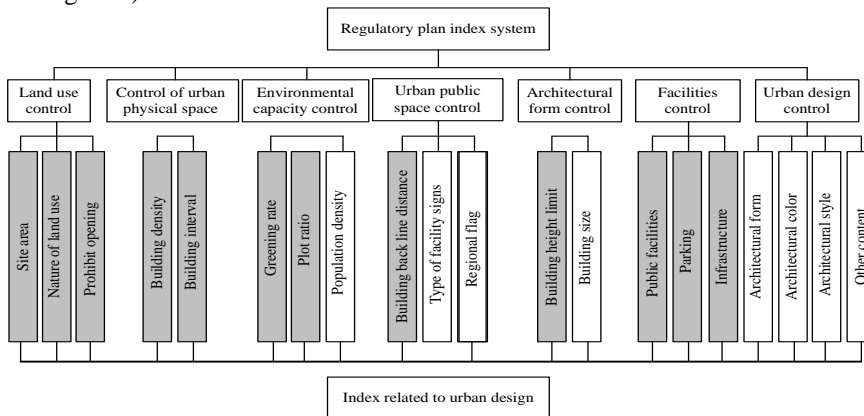 Regulatory plan index system
Land use
control
Control of urban
physical space
Environmental
capacity control
Urban public
space control
Architectural
form control
Facilities
control
Urban design
control
Site area
Nature of land use
Prohibit opening
Building density
Building interval
Greening rate
Plot ratio
Population density
Building back line distance
Type of facility signs
Regional flag
Building height limit
Building size
Public facilities
Parking
Infrastructure
Architectural form
Architectural color
Architectural style
Other content
Index related to urban design